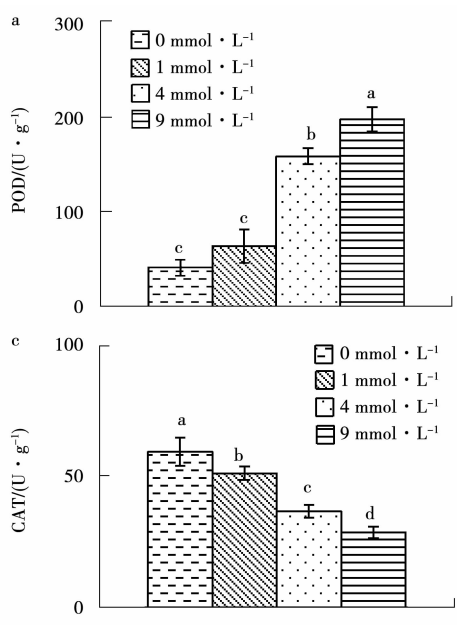 a
300
200
100
0
POD/(U·g⁻¹)
0 mmol·L⁻¹
1 mmol·L⁻¹
4 mmol·L⁻¹
9 mmol·L⁻¹
c
c
b
a
c
100
50
0
CAT/(U·g⁻¹)
0 mmol·L⁻¹
1 mmol·L⁻¹
4 mmol·L⁻¹
9 mmol·L⁻¹
a
b
c
d